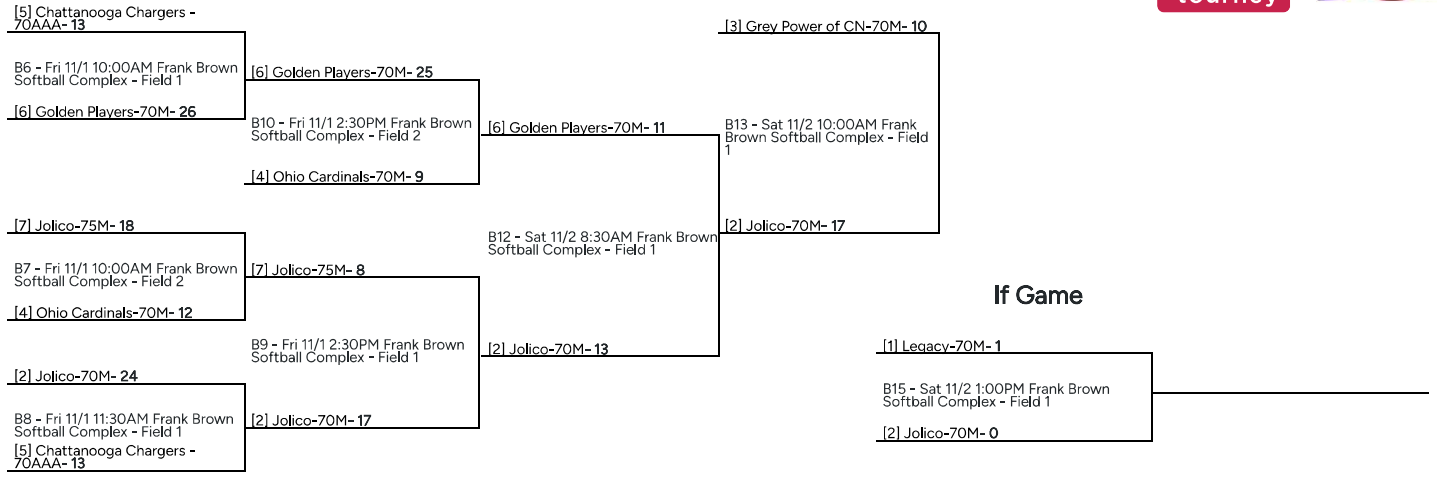 tourney
[5] Chattanooga Chargers -
70AAA- 13
B6 - Fri 11/1 10:00AM Frank Brown
Softball Complex - Field 1
[6] Golden Players-70M- 26
[6] Golden Players-70M- 25
B10 - Fri 11/1 2:30PM Frank Brown
Softball Complex - Field 2
[4] Ohio Cardinals-70M- 9
[7] Jolico-75M- 18
B7 - Fri 11/1 10:00AM Frank Brown
Softball Complex - Field 2
[4] Ohio Cardinals-70M- 12
[7] Jolico-75M- 8
B9 - Fri 11/1 2:30PM Frank Brown
Softball Complex - Field 1
[2] Jolico-70M- 17
[2] Jolico-70M- 24
B8 - Fri 11/1 11:30AM Frank Brown
Softball Complex - Field 1
[5] Chattanooga Chargers -
70AAA- 13
[6] Golden Players-70M- 11
B12 - Sat 11/2 8:30AM Frank Brown
Softball Complex - Field 1
[2] Jolico-70M- 13
[3] Grey Power of CN-70M- 10
B13 - Sat 11/2 10:00AM Frank
Brown Softball Complex - Field
1
[2] Jolico-70M- 17
If Game
[1] Legacy-70M- 1
B15 - Sat 11/2 1:00PM Frank Brown
Softball Complex - Field 1
[2] Jolico-70M- 0